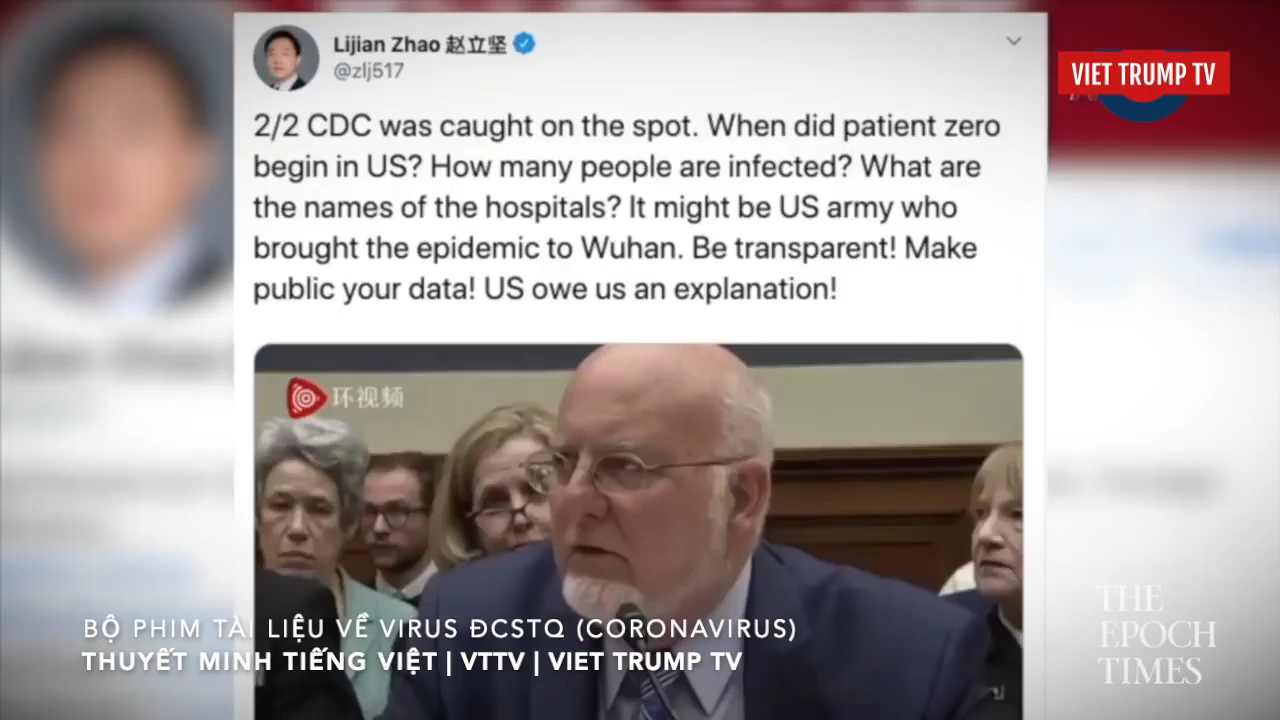 Lijian Zhao 赵立坚
@zlj517
VIET TRUMP TV
2/2 CDC was caught on the spot. When did patient zero
begin in US? How many people are infected? What are
the names of the hospitals? It might be US army who
brought the epidemic to Wuhan. Be transparent! Make
public your data! US owe us an explanation!
环视频
BỘ PHIM TÀI LIỆU VỀ VIRUS ĐCSTQ (CORONAVIRUS)
THUYẾT MINH TIẾNG VIỆT | VTTV | VIET TRUMP TV
THE
EPOCH
TIMES